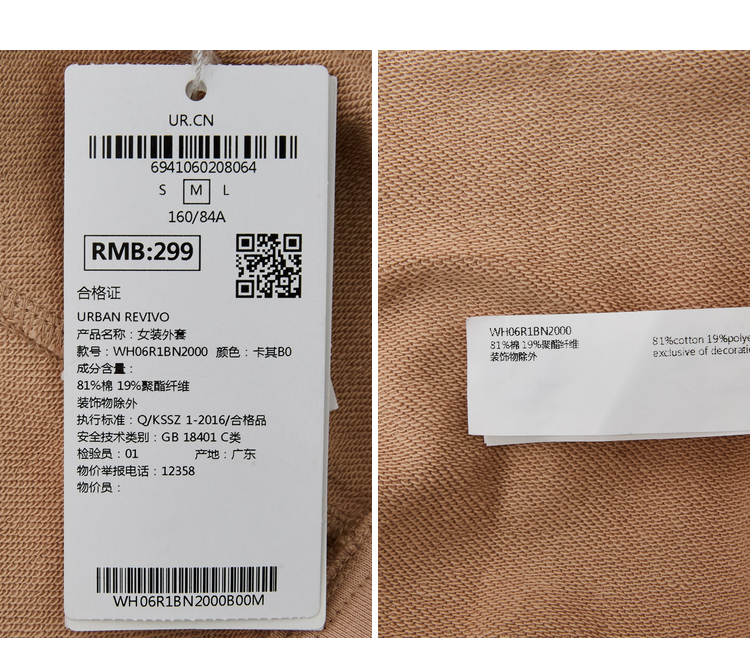 UR.CN
6941060208064
S M L
160/84A
RMB:299
合格证
URBAN REVIVO
产品名称：女装外套
款号：WH06R1BN2000 颜色：卡其B0
成分含量：
81%棉 19%聚酯纤维
装饰物除外
执行标准：Q/KSSZ 1-2016/合格品
安全技术类别：GB 18401 C类
检验员：01 产地：广东
物价举报电话：12358
物价员：
WH06R1BN2000B00M
WH06R1BN2000
81%棉 19%聚酯纤维
装饰物除外
81%cotton 19%polye
exclusive of decorati